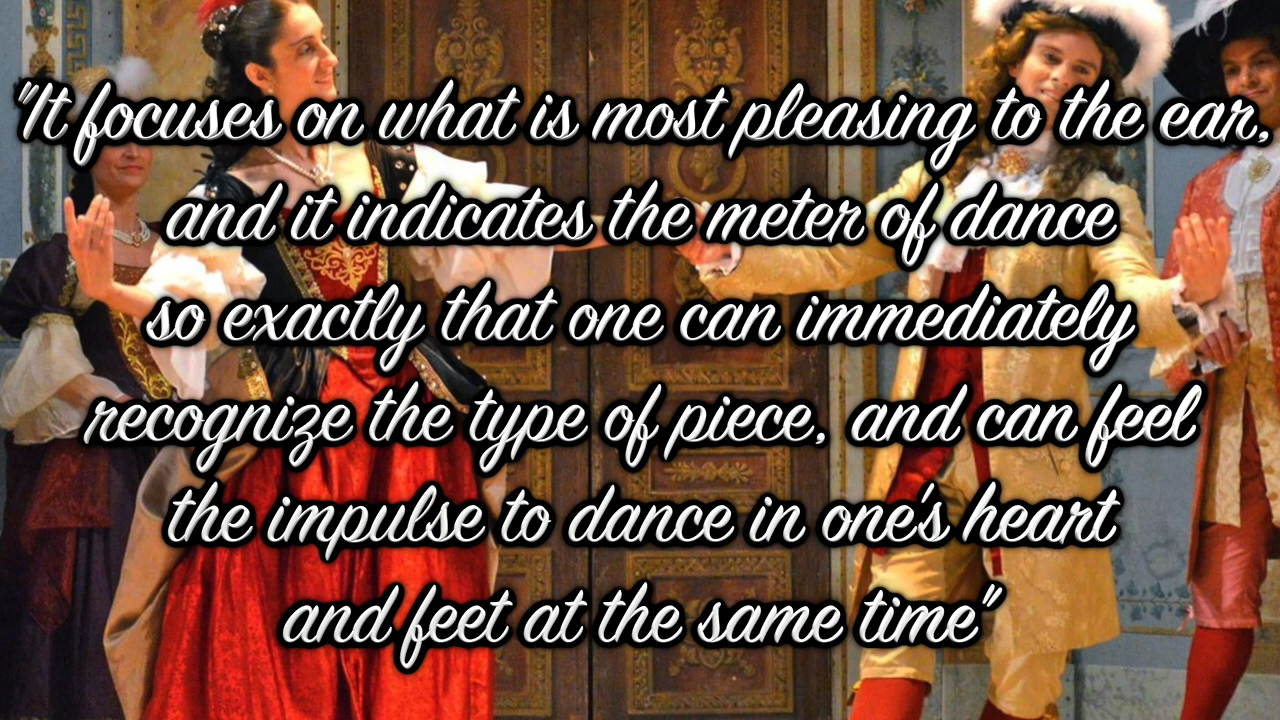 "It focuses on what is most pleasing to the ear,
and it indicates the meter of dance
so exactly that one can immediately
recognize the type of piece, and can feel
the impulse to dance in one's heart
and feet at the same time"